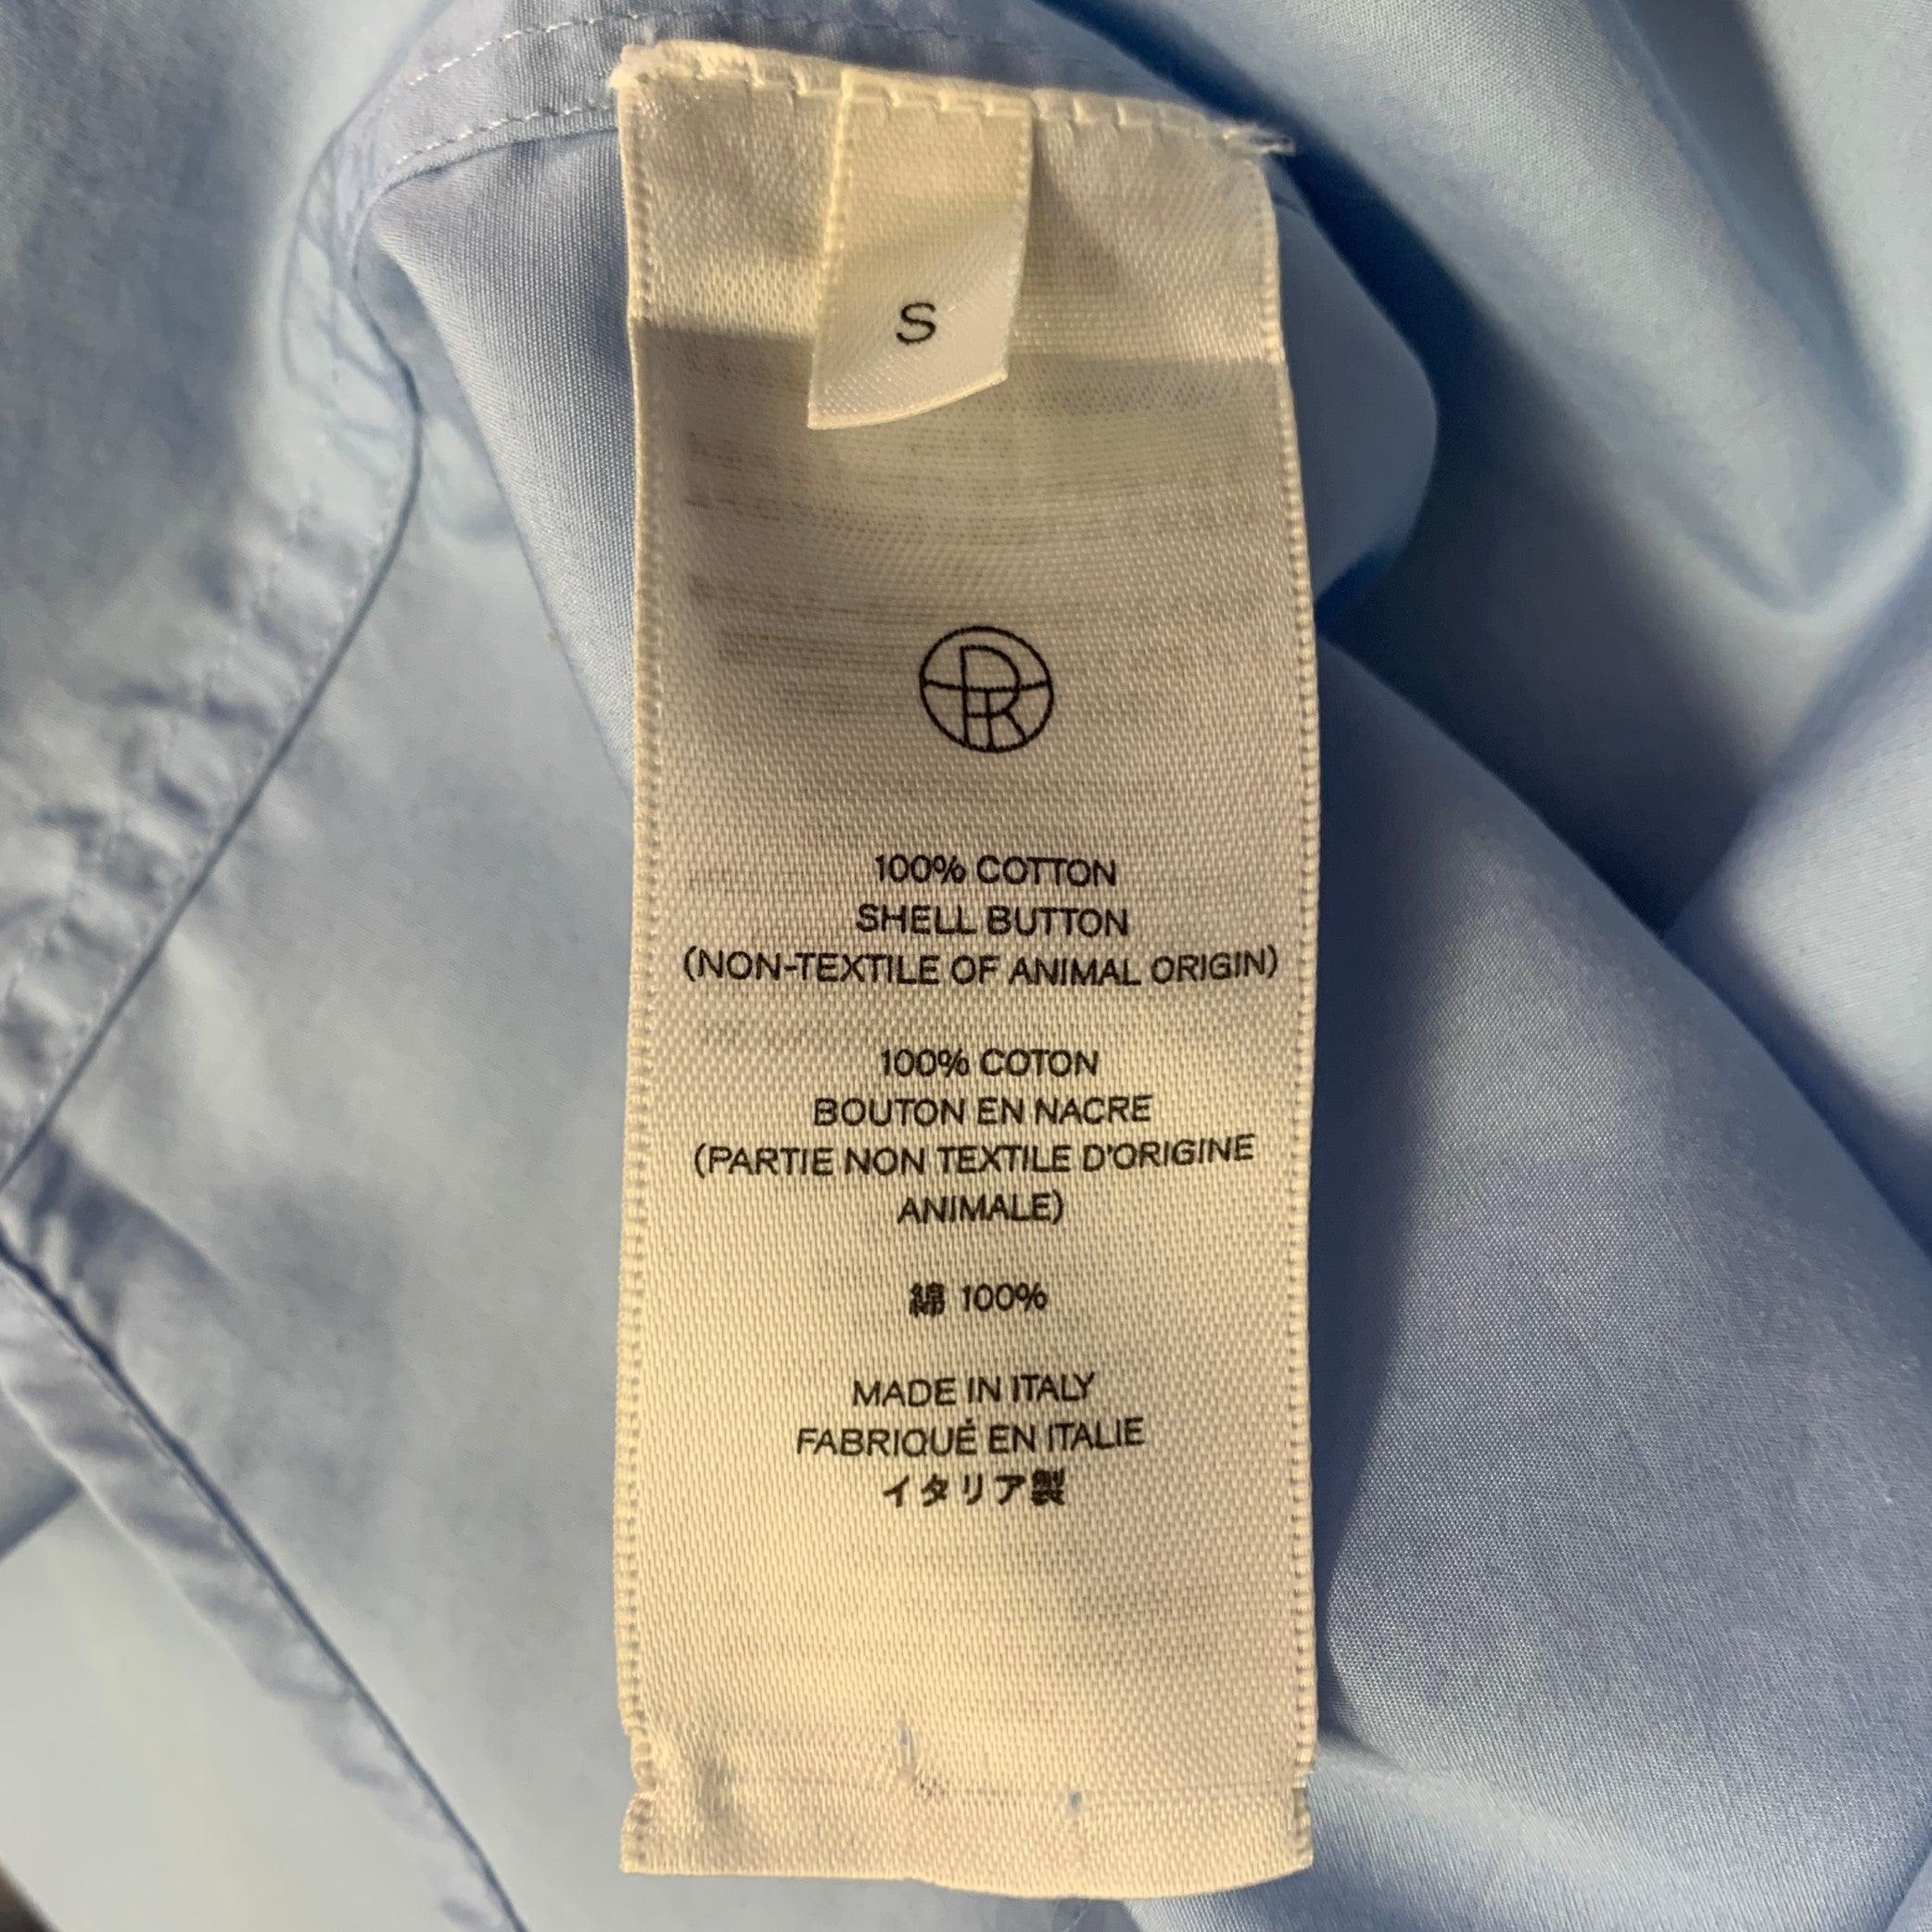 S
100% COTTON
SHELL BUTTON
(NON-TEXTILE OF ANIMAL ORIGIN)
100% COTON
BOUTON EN NACRE
(PARTIE NON TEXTILE D'ORIGINE
ANIMALE)
綿 100%
MADE IN ITALY
FABRIQUÉ EN ITALIE
イタリア製